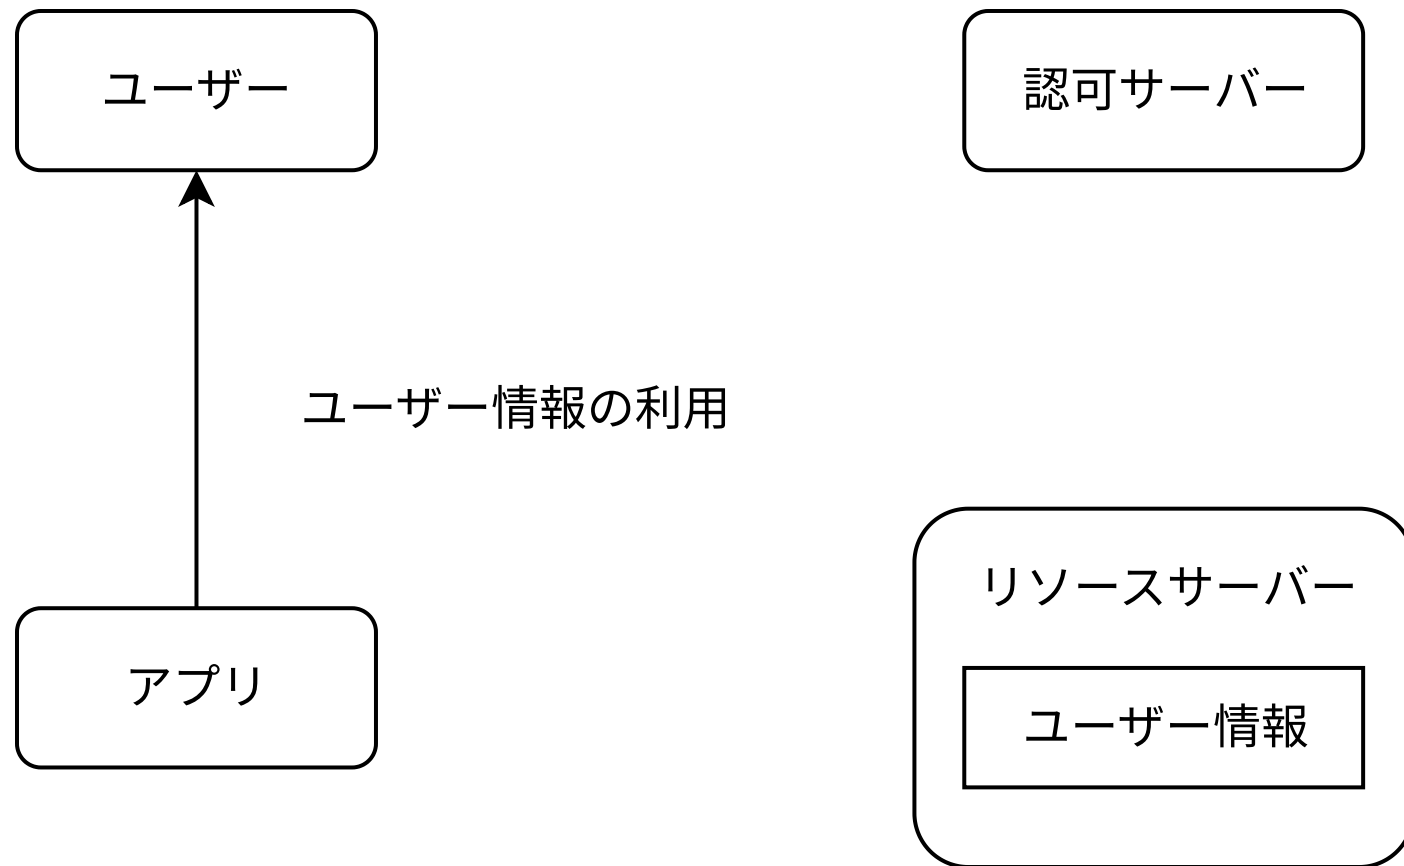 ユーザー
認可サーバー
ユーザー情報の利用
リソースサーバー
アプリ
ユーザー情報